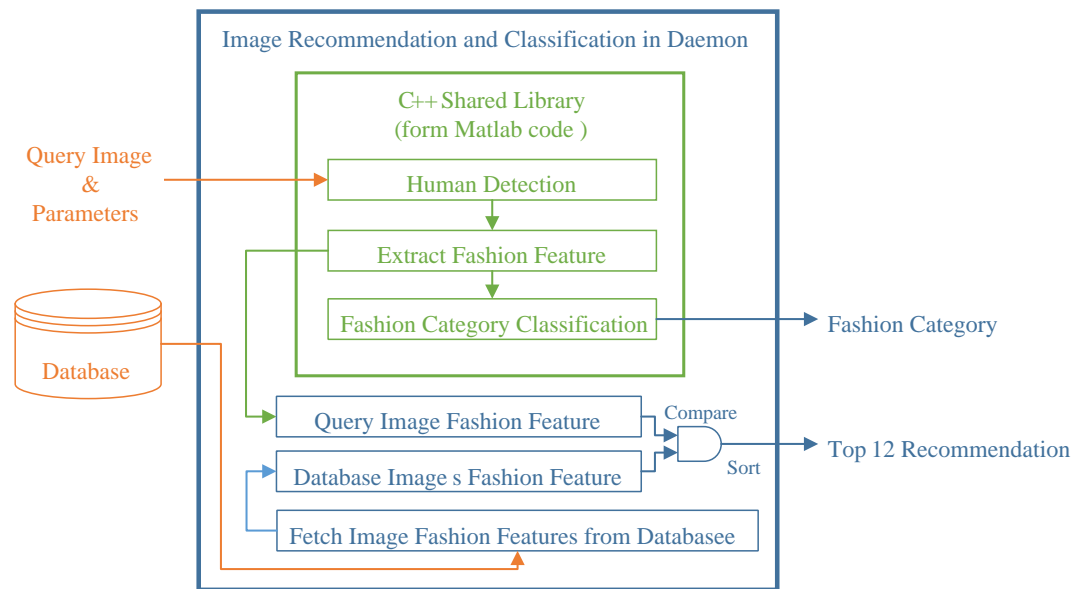 Image Recommendation and Classification in Daemon
C++ Shared Library
(form Matlab code )
Query Image
&
Parameters
Human Detection
Extract Fashion Feature
Fashion Category Classification
Fashion Category
Database
Query Image Fashion Feature
Compare
Top 12 Recommendation
Sort
Database Image s Fashion Feature
Fetch Image Fashion Features from Databasee